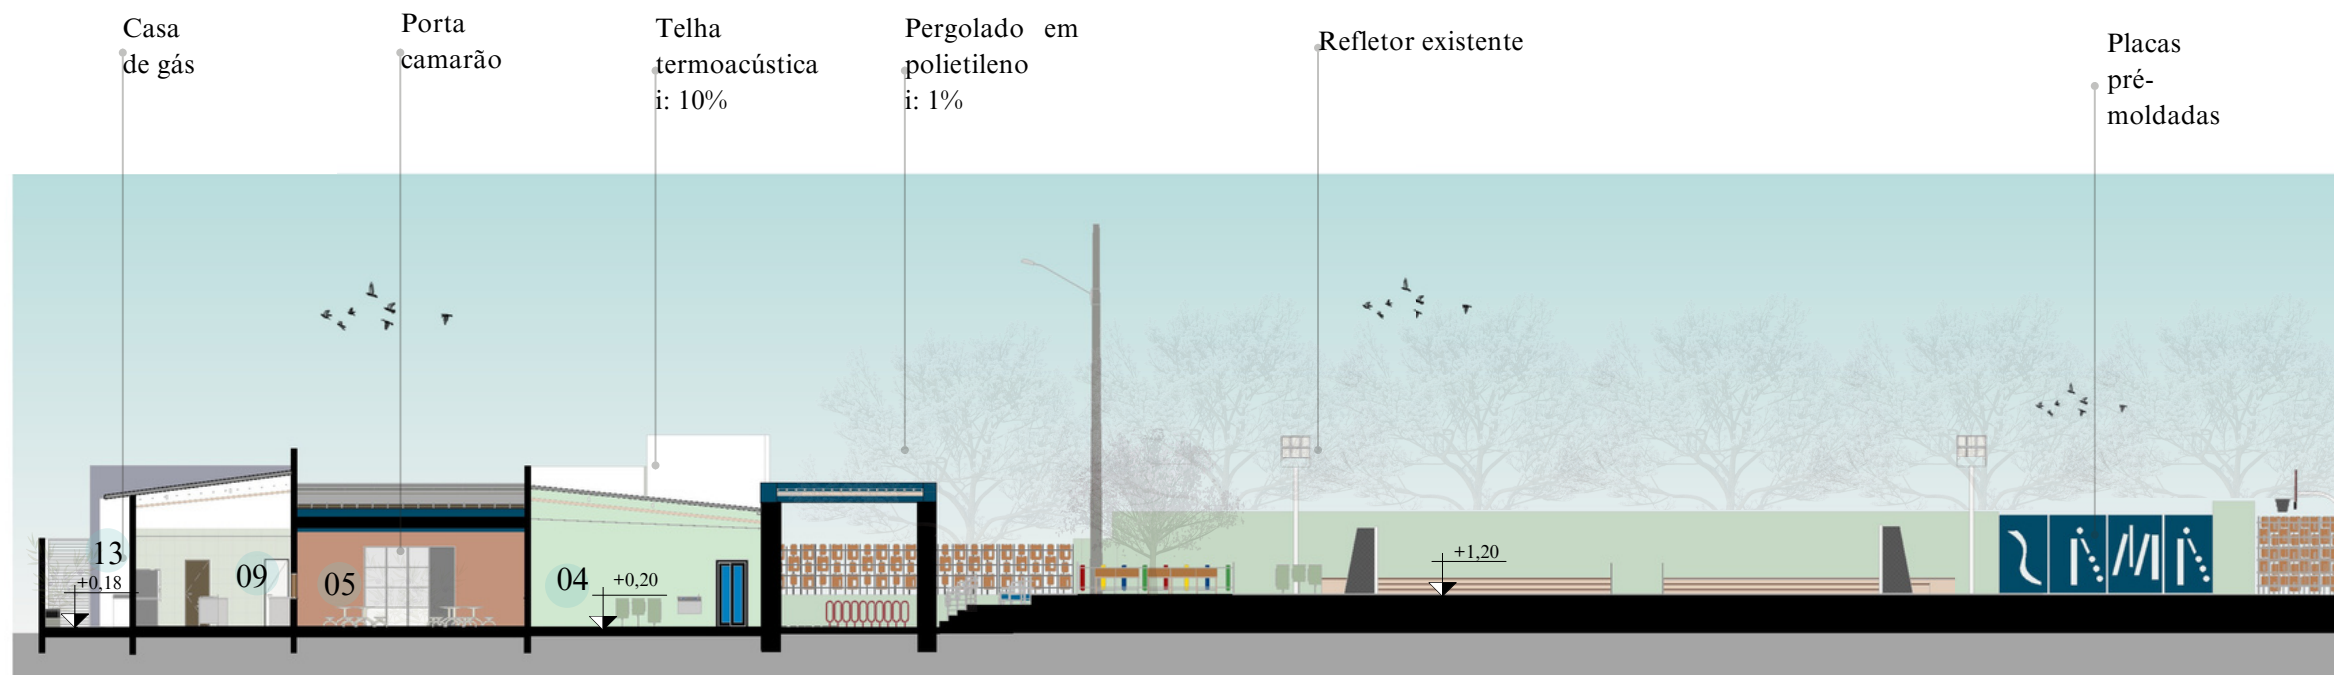 Casa
de gás
Porta
camarão
Telha
termoacústica
i: 10%
Pergolado em
polietileno
i: 1%
Refletor existente
Placas
pré-
moldadas
13
+0,18
09
05
04
+0,20
+1,20